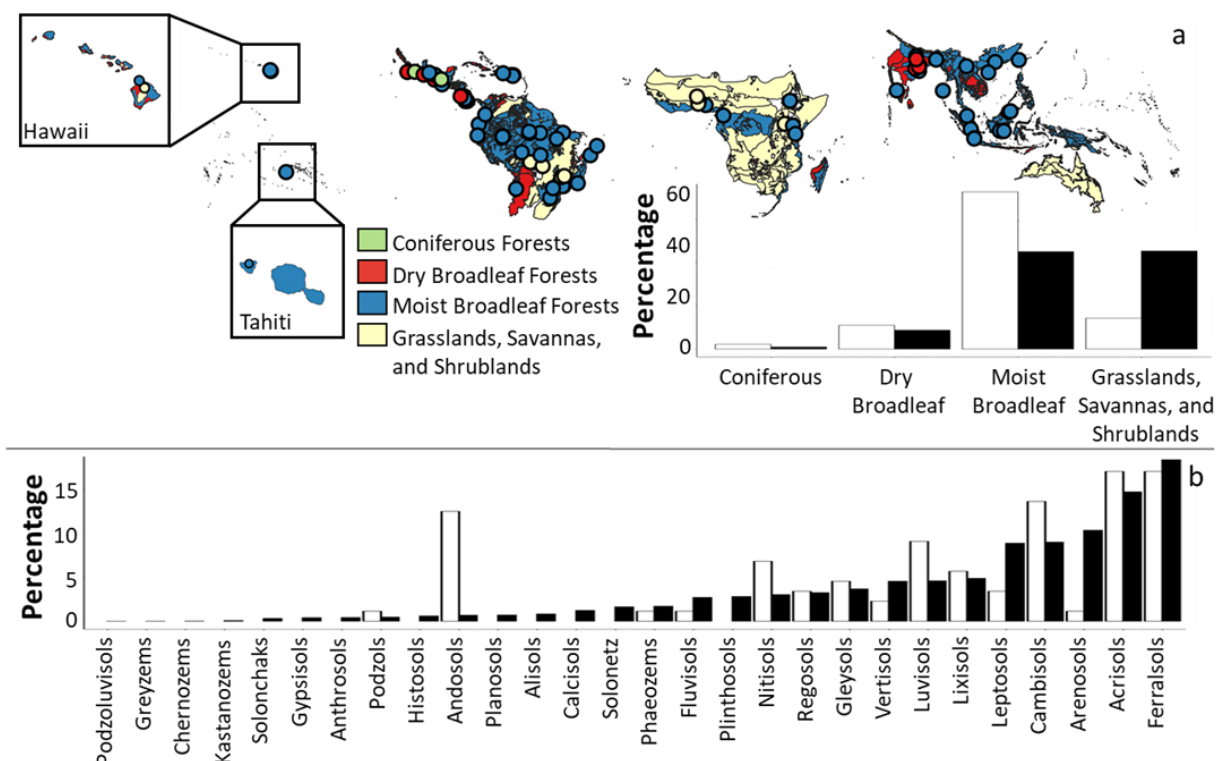 a
Hawaii
Tahiti
Coniferous Forests
Dry Broadleaf Forests
Moist Broadleaf Forests
Grasslands, Savannas,
and Shrublands
Percentage
60
40
20
0
Coniferous
Dry
Broadleaf
Moist
Broadleaf
Grasslands,
Savannas, and
Shrublands
b
Percentage
15
10
5
0
Podzoluvisols
Greyzems
Chernozems
Kastanozems
Solonchaks
Gypsisols
Anthrosols
Podzols
Histosols
Andosols
Planosols
Alisols
Calcisols
Solonetz
Phaeozems
Fluvisols
Plinthosols
Nitisols
Regosols
Gleysols
Vertisols
Luvisols
Lixisols
Leptosols
Cambisols
Arenosols
Acrisols
Ferralsols